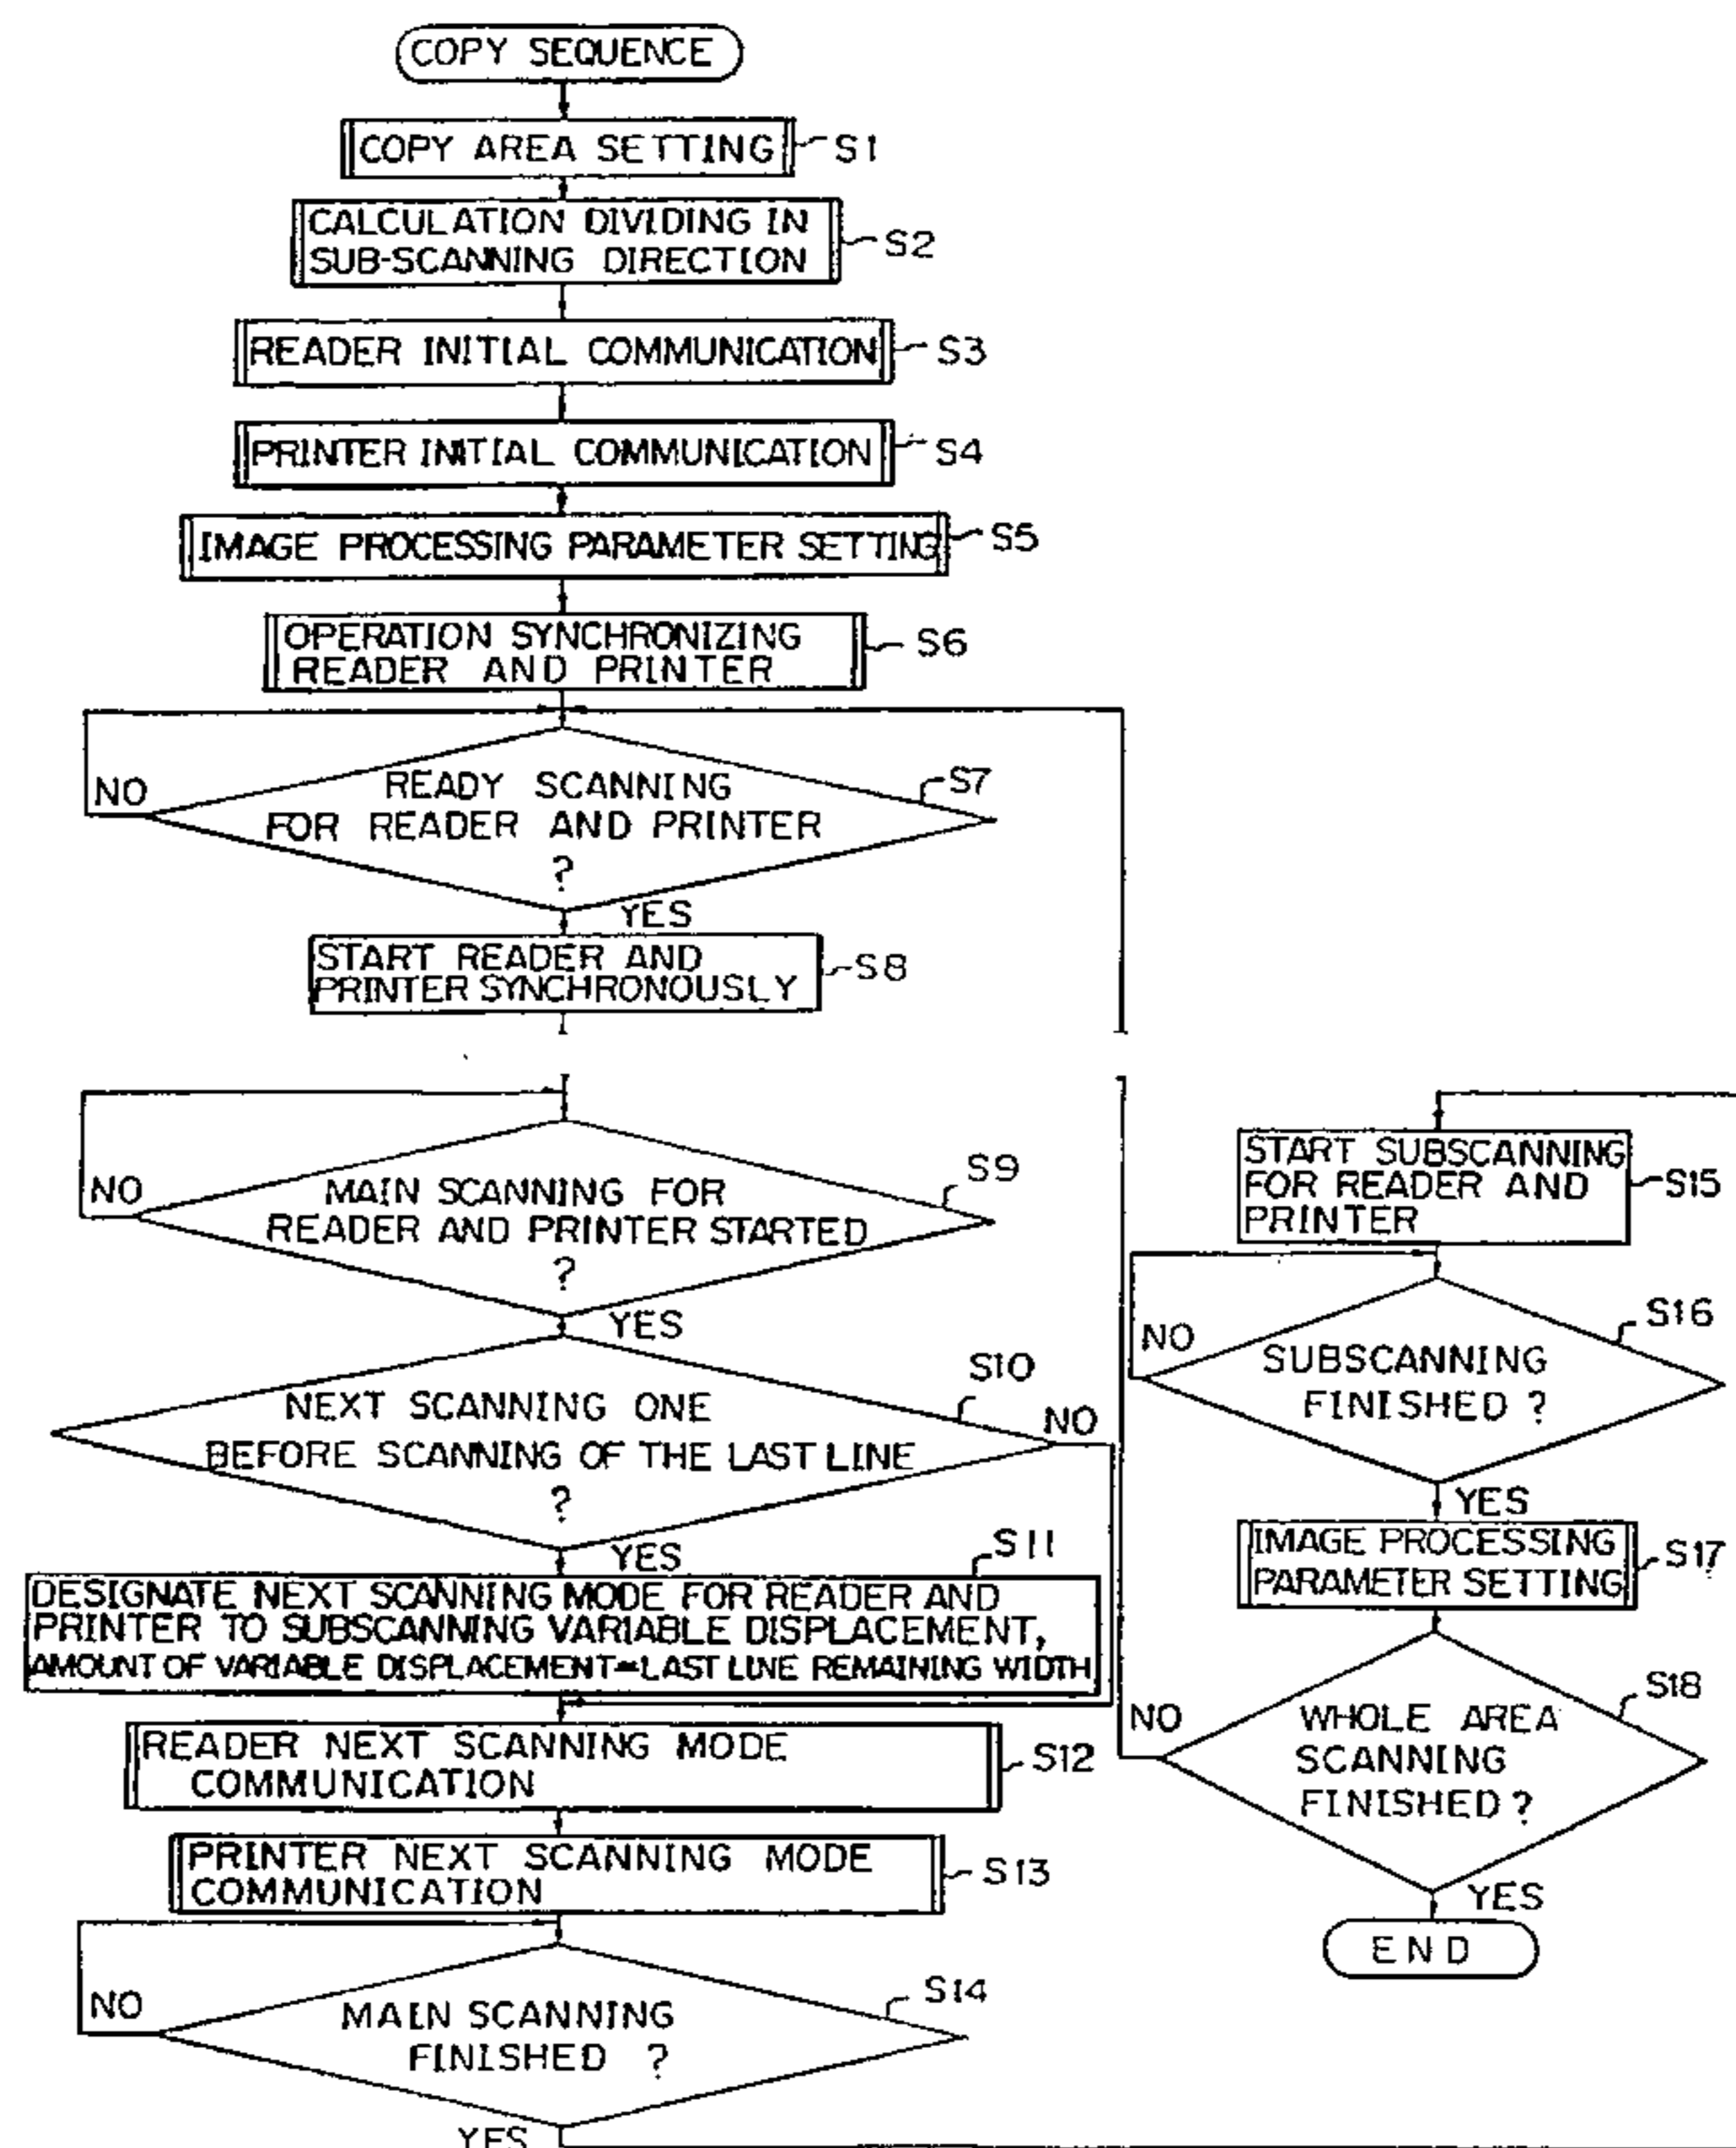 COPY SEQUENCE
COPY AREA SETTING S1
CALCULATION DIVIDING IN
SUB-SCANNING DIRECTION S2
READER INITIAL COMMUNICATION S3
PRINTER INITIAL COMMUNICATION S4
IMAGE PROCESSING PARAMETER SETTING S5
OPERATION SYNCHRONIZING
READER AND PRINTER S6
READY SCANNING
FOR READER AND PRINTER
?
S7
NO
YES
START READER AND
PRINTER SYNCHRONOUSLY S8
MAIN SCANNING FOR
READER AND PRINTER STARTED
?
S9
NO
YES
NEXT SCANNING ONE
BEFORE SCANNING OF THE LAST LINE
?
S10
NO
YES
S11
DESIGNATE NEXT SCANNING MODE FOR READER AND
PRINTER TO SUBSCANNING VARIABLE DISPLACEMENT,
AMOUNT OF VARIABLE DISPLACEMENT=LAST LINE REMAINING WIDTH
READER NEXT SCANNING MODE
COMMUNICATION S12
PRINTER NEXT SCANNING MODE
COMMUNICATION S13
MAIN SCANNING
FINISHED ?
S14
NO
YES
START SUBSCANNING
FOR READER AND
PRINTER
S15
SUBSCANNING
FINISHED ?
S16
NO
YES
IMAGE PROCESSING
PARAMETER SETTING
S17
WHOLE AREA
SCANNING
FINISHED ?
S18
NO
YES
END